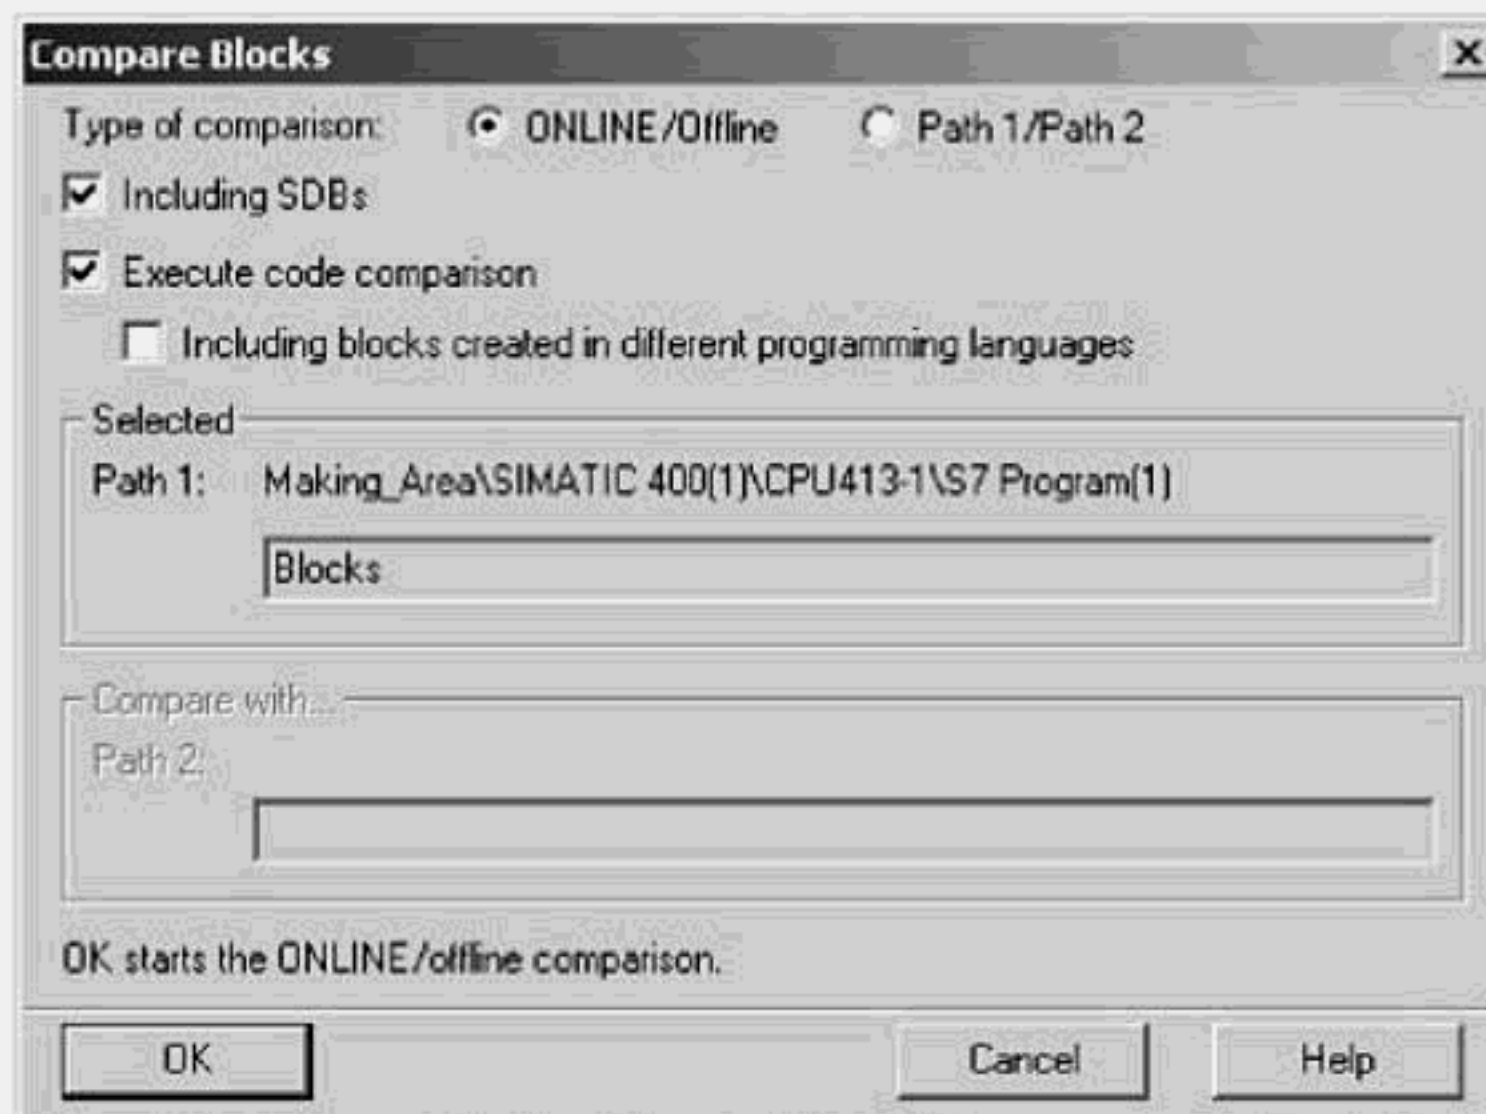 Compare Blocks
Type of comparison: ONLINE/Offline Path 1/Path 2
Including SDBs
Execute code comparison
Including blocks created in different programming languages
Selected
Path 1: Making_Area\SIMATIC 400(1)\CPU413-1\S7 Program(1)
Blocks
Compare with...
Path 2:
OK starts the ONLINE/offline comparison.
OK Cancel Help